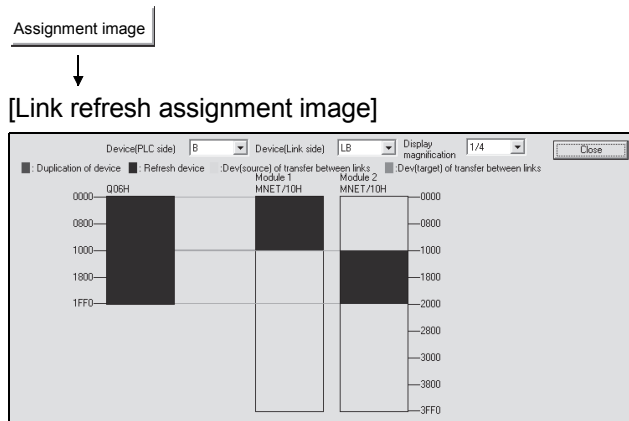 Assignment image
[Link refresh assignment image]
Device(PLC side) B Device(Link side) LB Display magnification 1/4 Close
: Duplication of device : Refresh device :Dev(source) of transfer between links :Dev(target) of transfer between links
Module 1 Module 2
Q06H MNET/10H MNET/10H
0000 0000
0800 0800
1000 1000
1800 1800
1FF0 2000
2800
3000
3800
3FF0